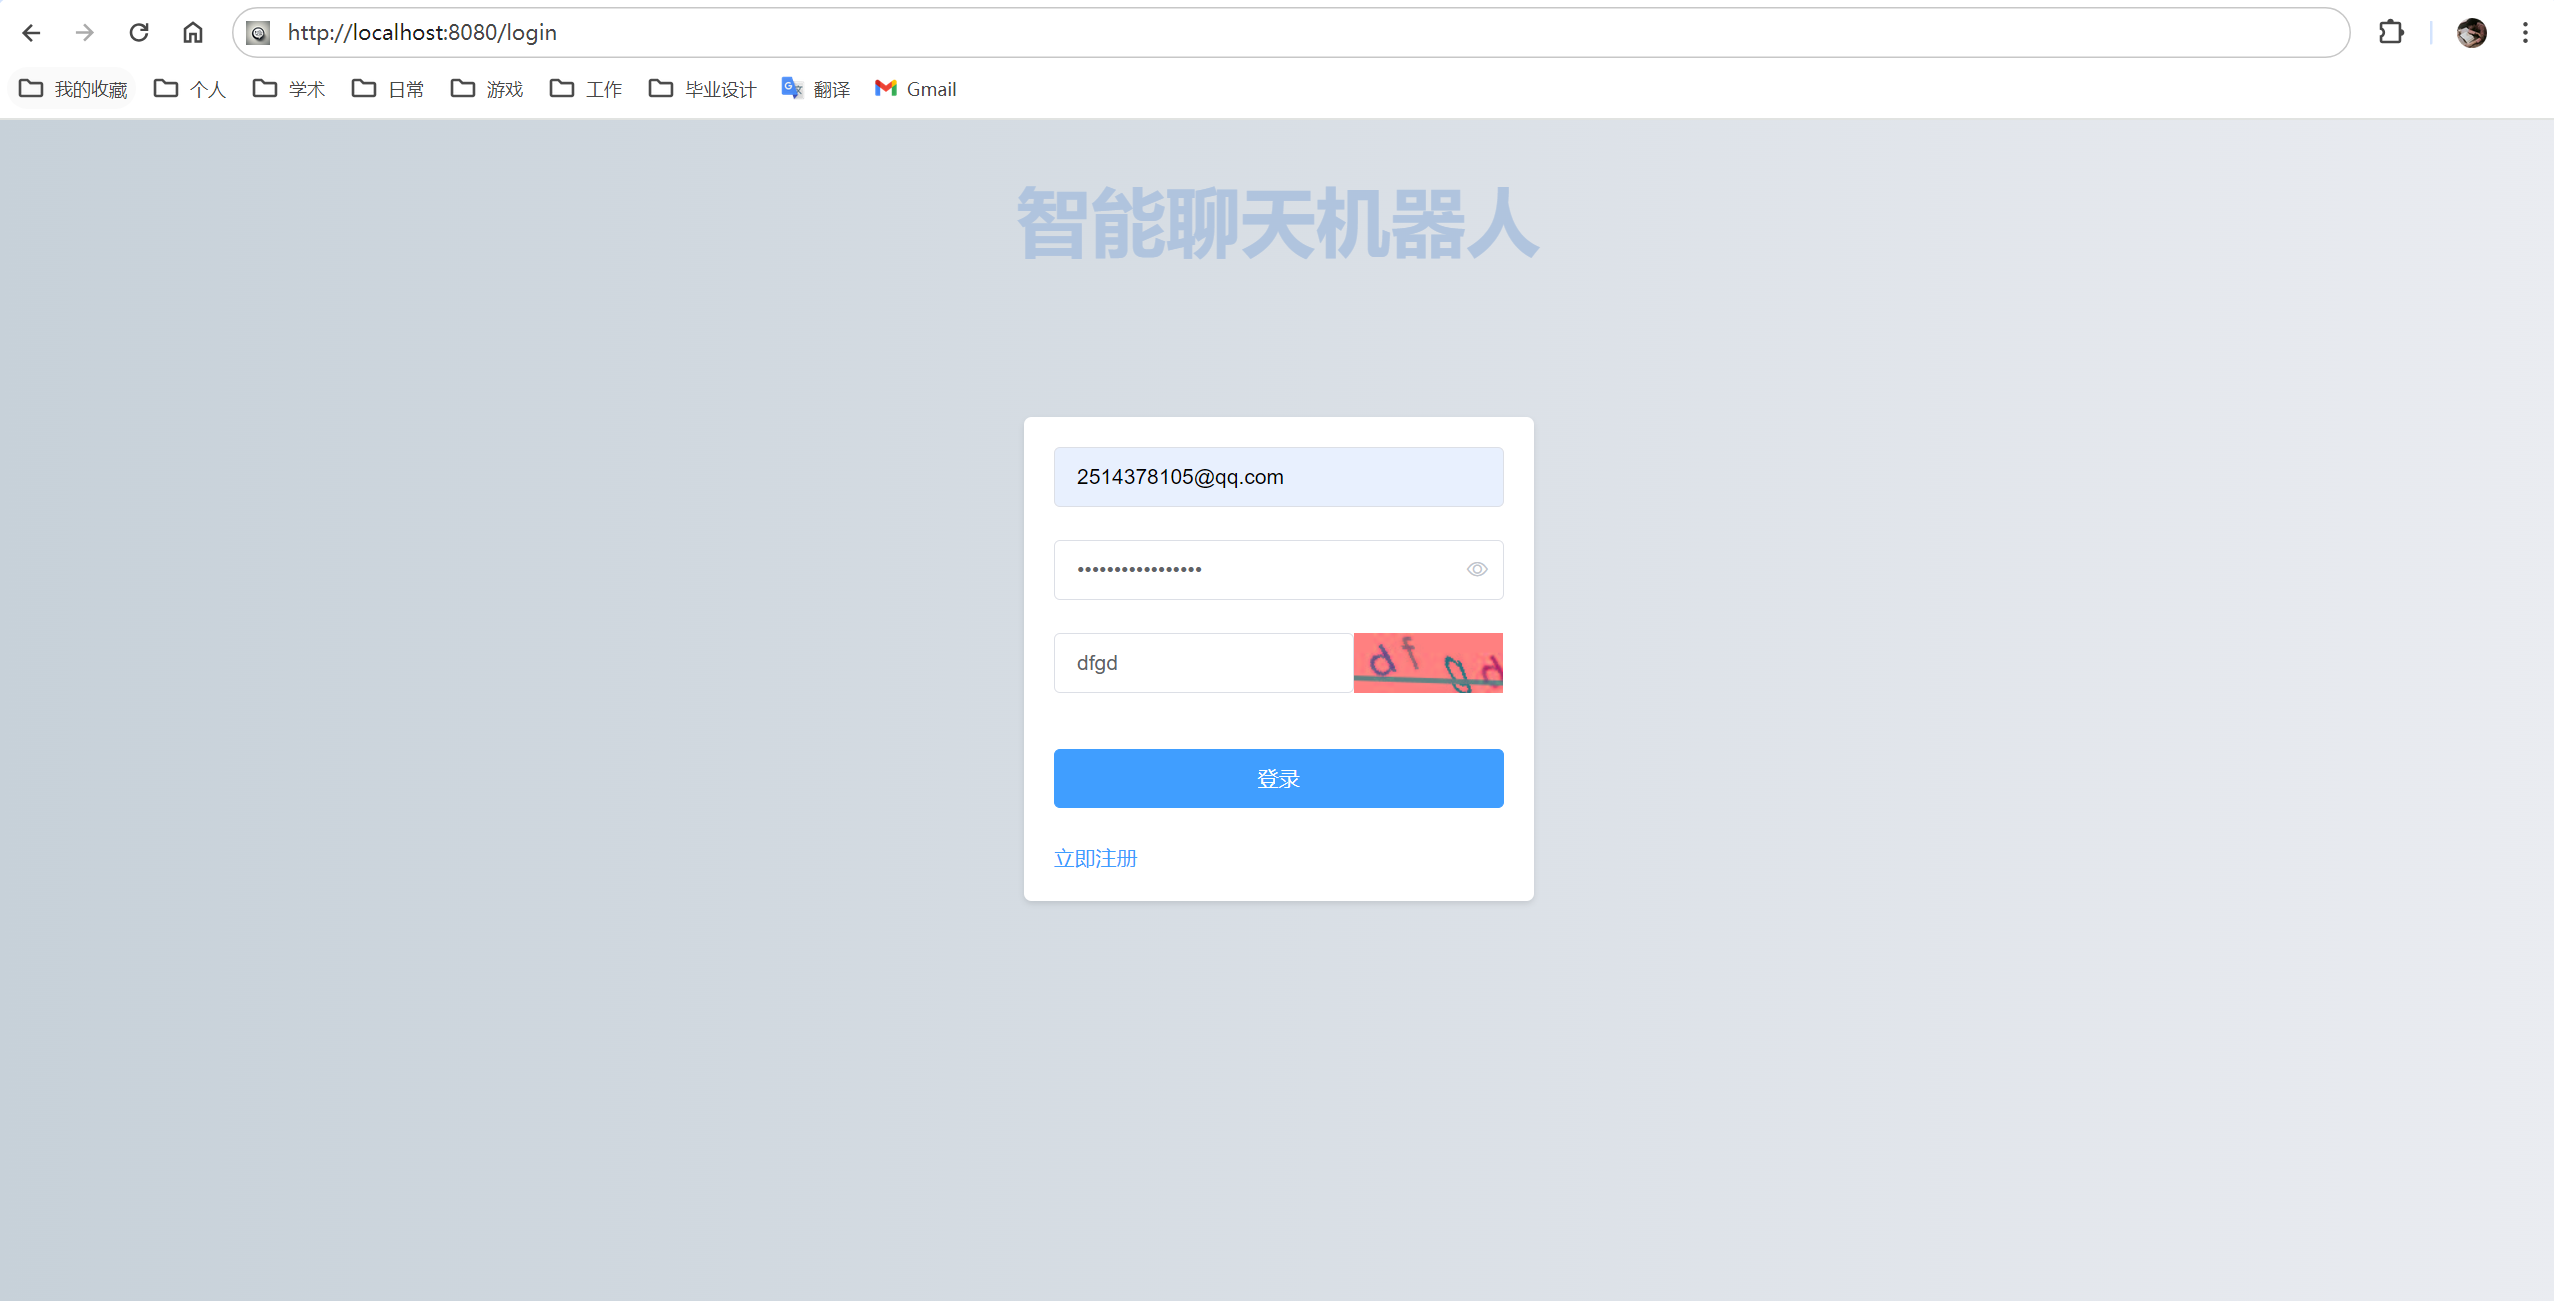 http://localhost:8080/login
我的收藏 个人 学术 日常 游戏 工作 毕业设计 翻译 Gmail
智能聊天机器人
2514378105@qq.com
•••••••••••••••••
dfgd
df gd
登录
立即注册